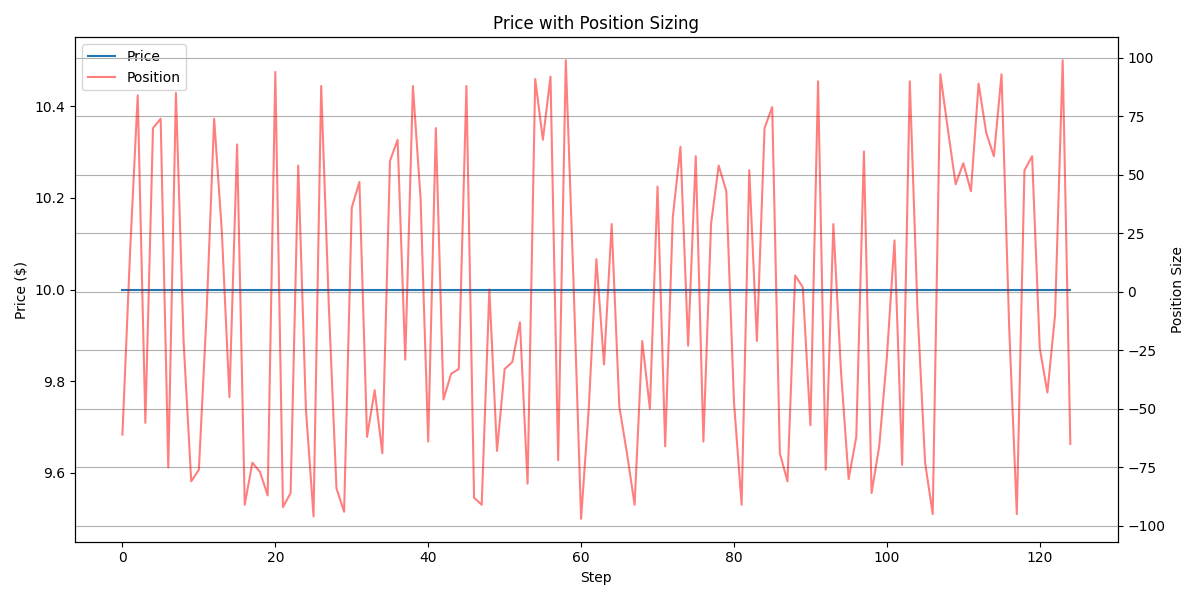 Price with Position Sizing
Price
Position
Price ($)
10.4
10.2
10.0
9.8
9.6
100
75
50
25
0
−25
−50
−75
−100
Position Size
0 20 40 60 80 100 120
Step